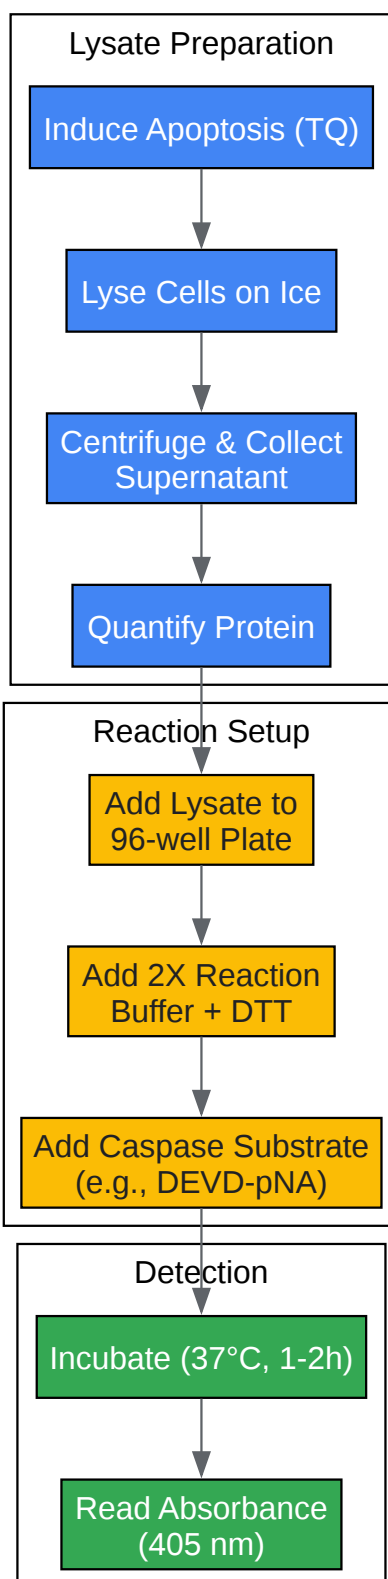 Lysate Preparation
Induce Apoptosis (TQ)
Lyse Cells on Ice
Centrifuge & Collect
Supernatant
Quantify Protein
Reaction Setup
Add Lysate to
96-well Plate
Add 2X Reaction
Buffer + DTT
Add Caspase Substrate
(e.g., DEVD-pNA)
Detection
Incubate (37°C, 1-2h)
Read Absorbance
(405 nm)